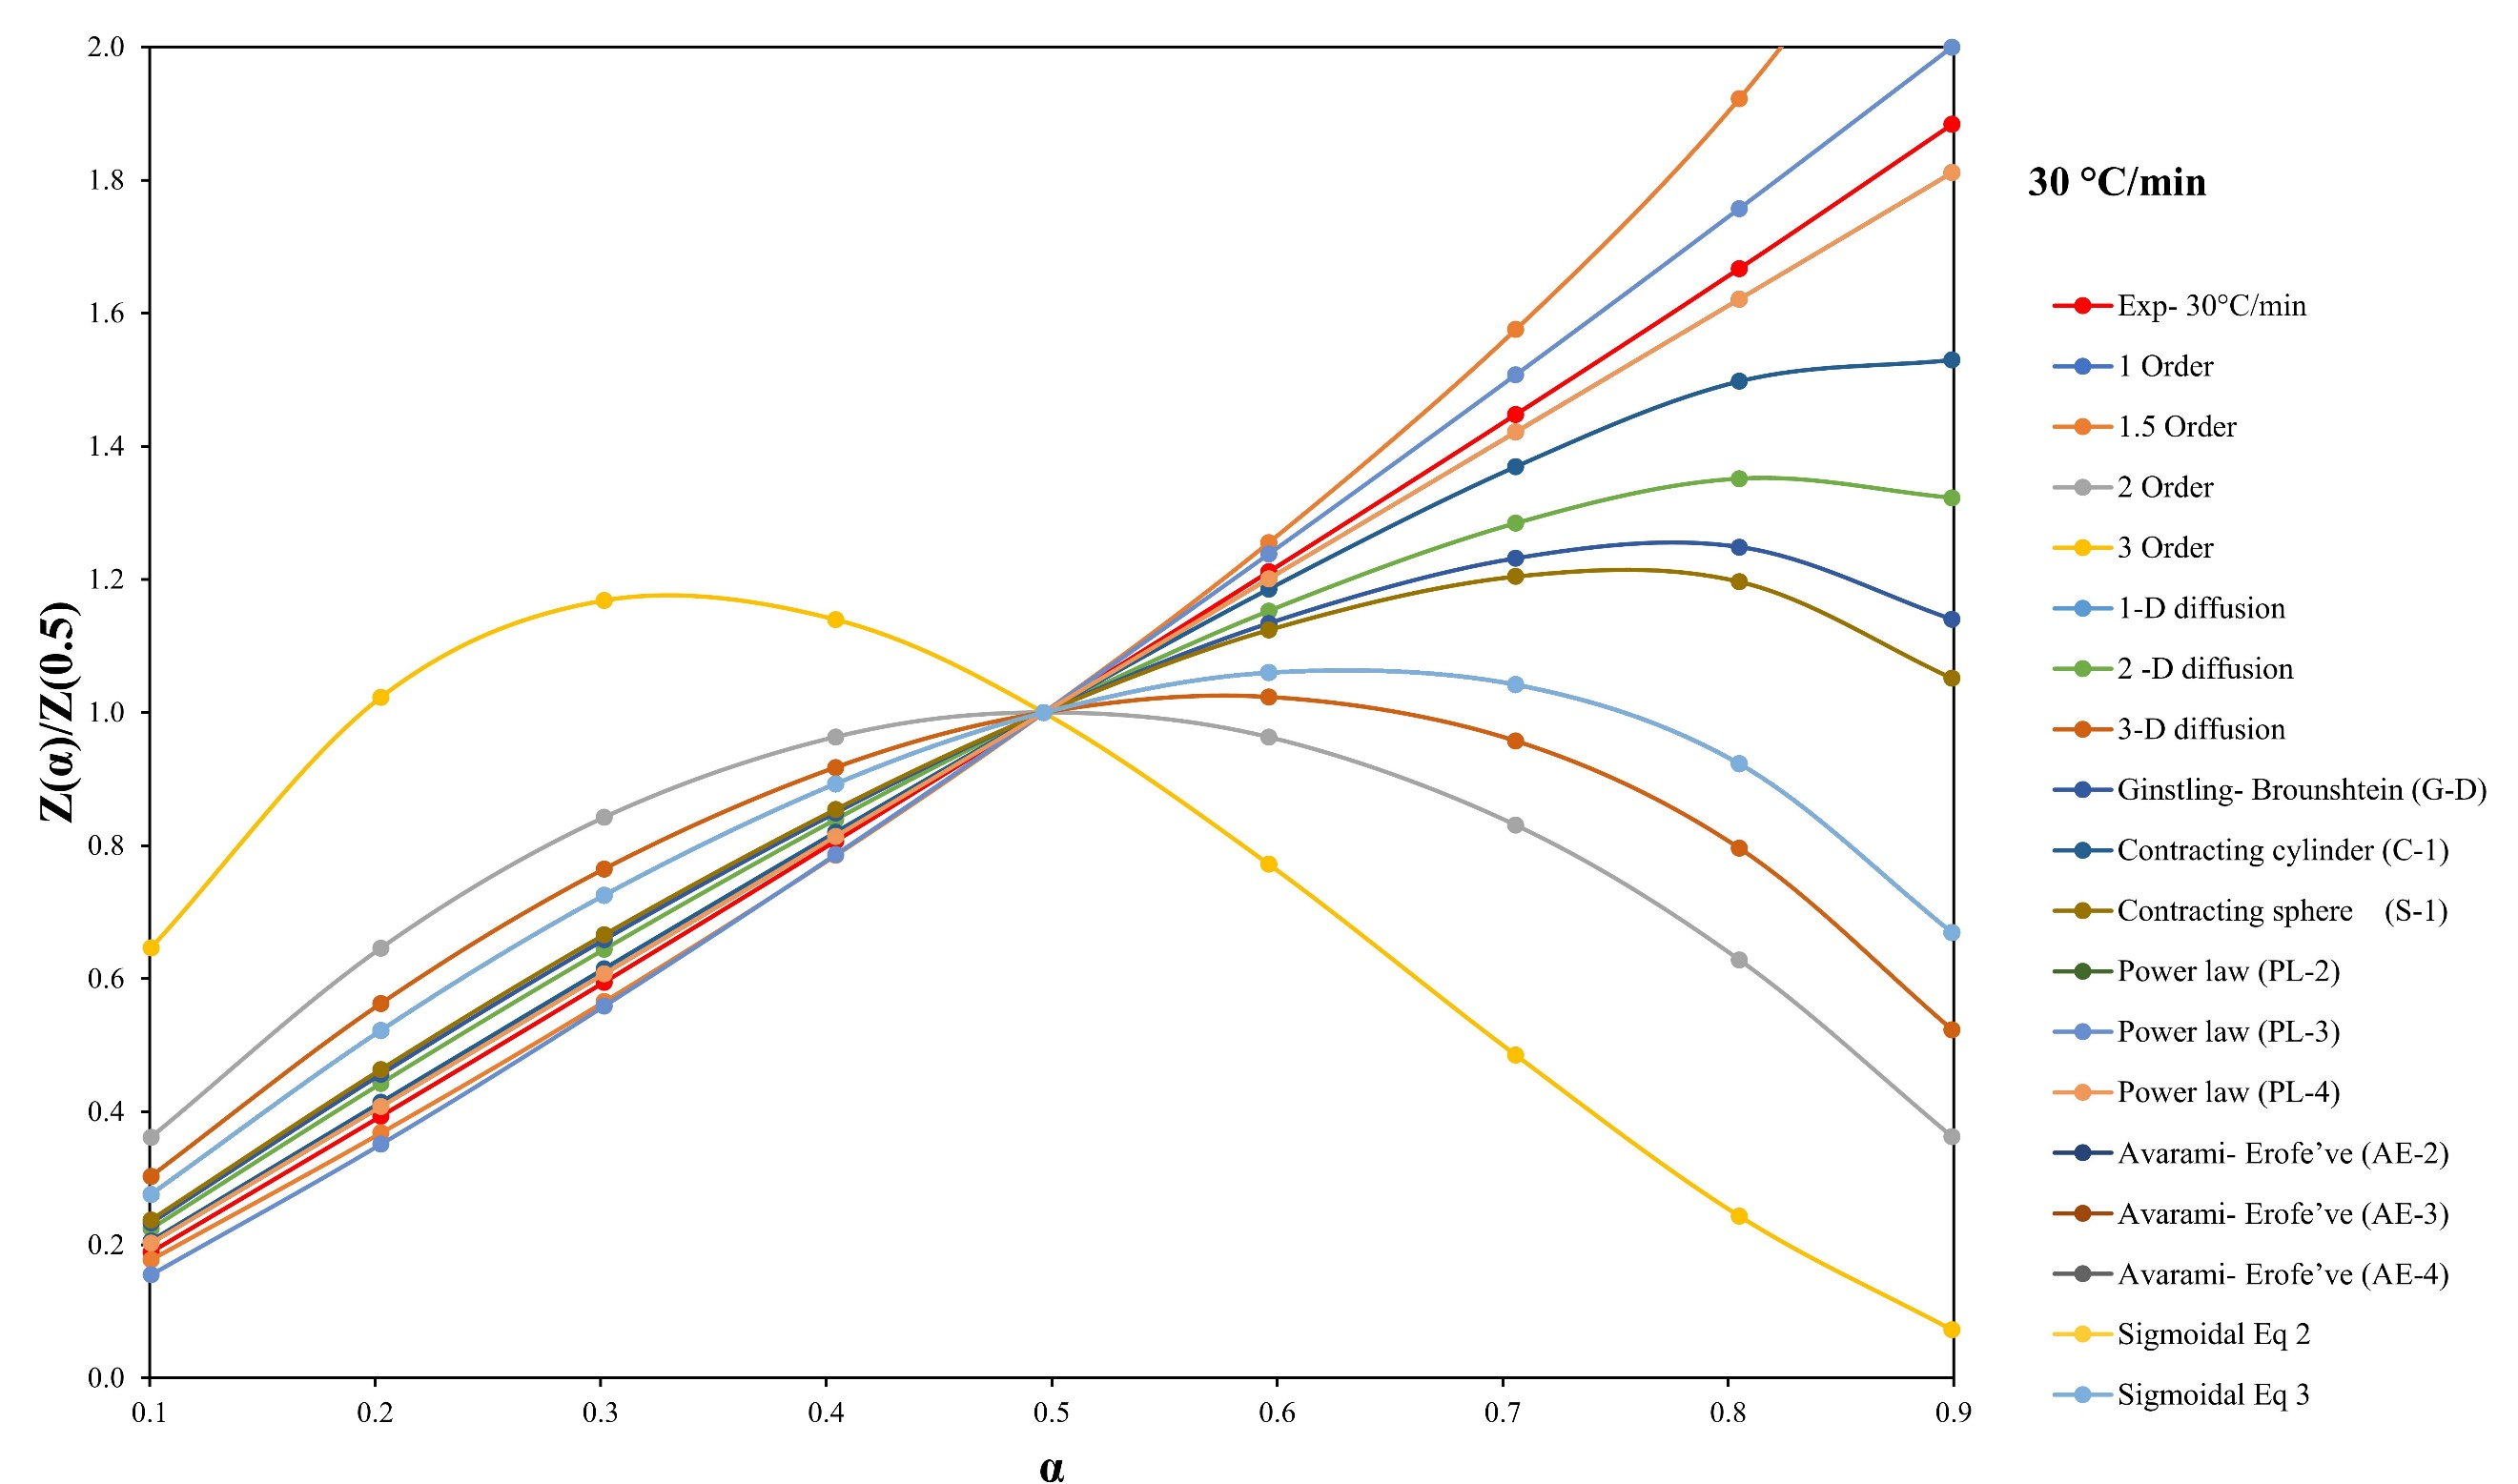 2.0
1.8
1.6
1.4
1.2
1.0
0.8
0.6
0.4
0.2
0.0
Z(α)/Z(0.5)
0.1 0.2 0.3 0.4 0.5 0.6 0.7 0.8 0.9
α
30 °C/min
Exp- 30°C/min
1 Order
1.5 Order
2 Order
3 Order
1-D diffusion
2 -D diffusion
3-D diffusion
Ginstling- Brounshtein (G-D)
Contracting cylinder (C-1)
Contracting sphere (S-1)
Power law (PL-2)
Power law (PL-3)
Power law (PL-4)
Avarami- Erofe’ve (AE-2)
Avarami- Erofe’ve (AE-3)
Avarami- Erofe’ve (AE-4)
Sigmoidal Eq 2
Sigmoidal Eq 3